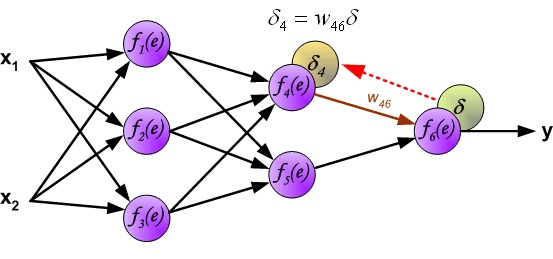 δ₄ = w₄₆δ
f₁(e)
x₁
δ₄
f₄(e)
w₄₆
δ
f₂(e)
f₆(e)
y
f₅(e)
x₂
f₃(e)